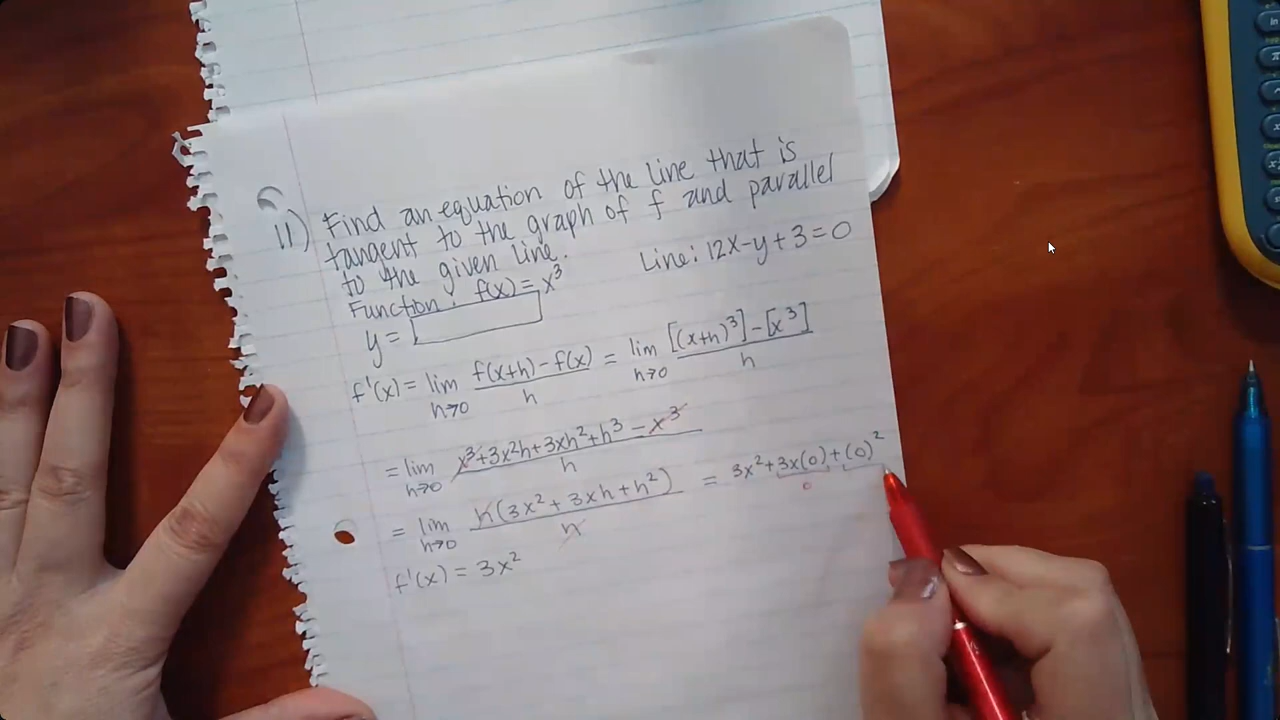 11) Find an equation of the line that is
tangent to the graph of f and parallel
to the given line.
Function: f(x) = x³ Line: 12x-y+3=0
y =
f'(x) = lim h→0 f(x+h)-f(x) / h = lim h→0 [(x+h)³]-[x³] / h
= lim h→0 x³+3x²h+3xh²+h³-x³ / h
= lim h→0 h(3x²+3xh+h²) / h = 3x²+3x(0)+(0)²
0
f'(x) = 3x²